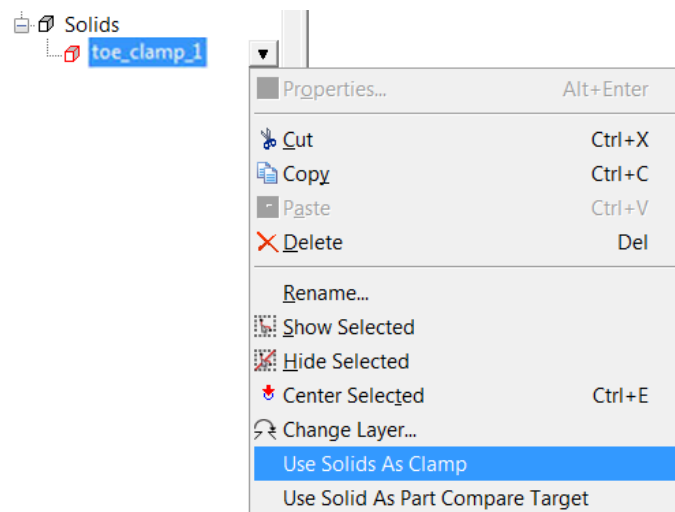 Solids
toe_clamp_1
Properties... Alt+Enter
Cut Ctrl+X
Copy Ctrl+C
Paste Ctrl+V
Delete Del
Rename...
Show Selected
Hide Selected
Center Selected Ctrl+E
Change Layer...
Use Solids As Clamp
Use Solid As Part Compare Target